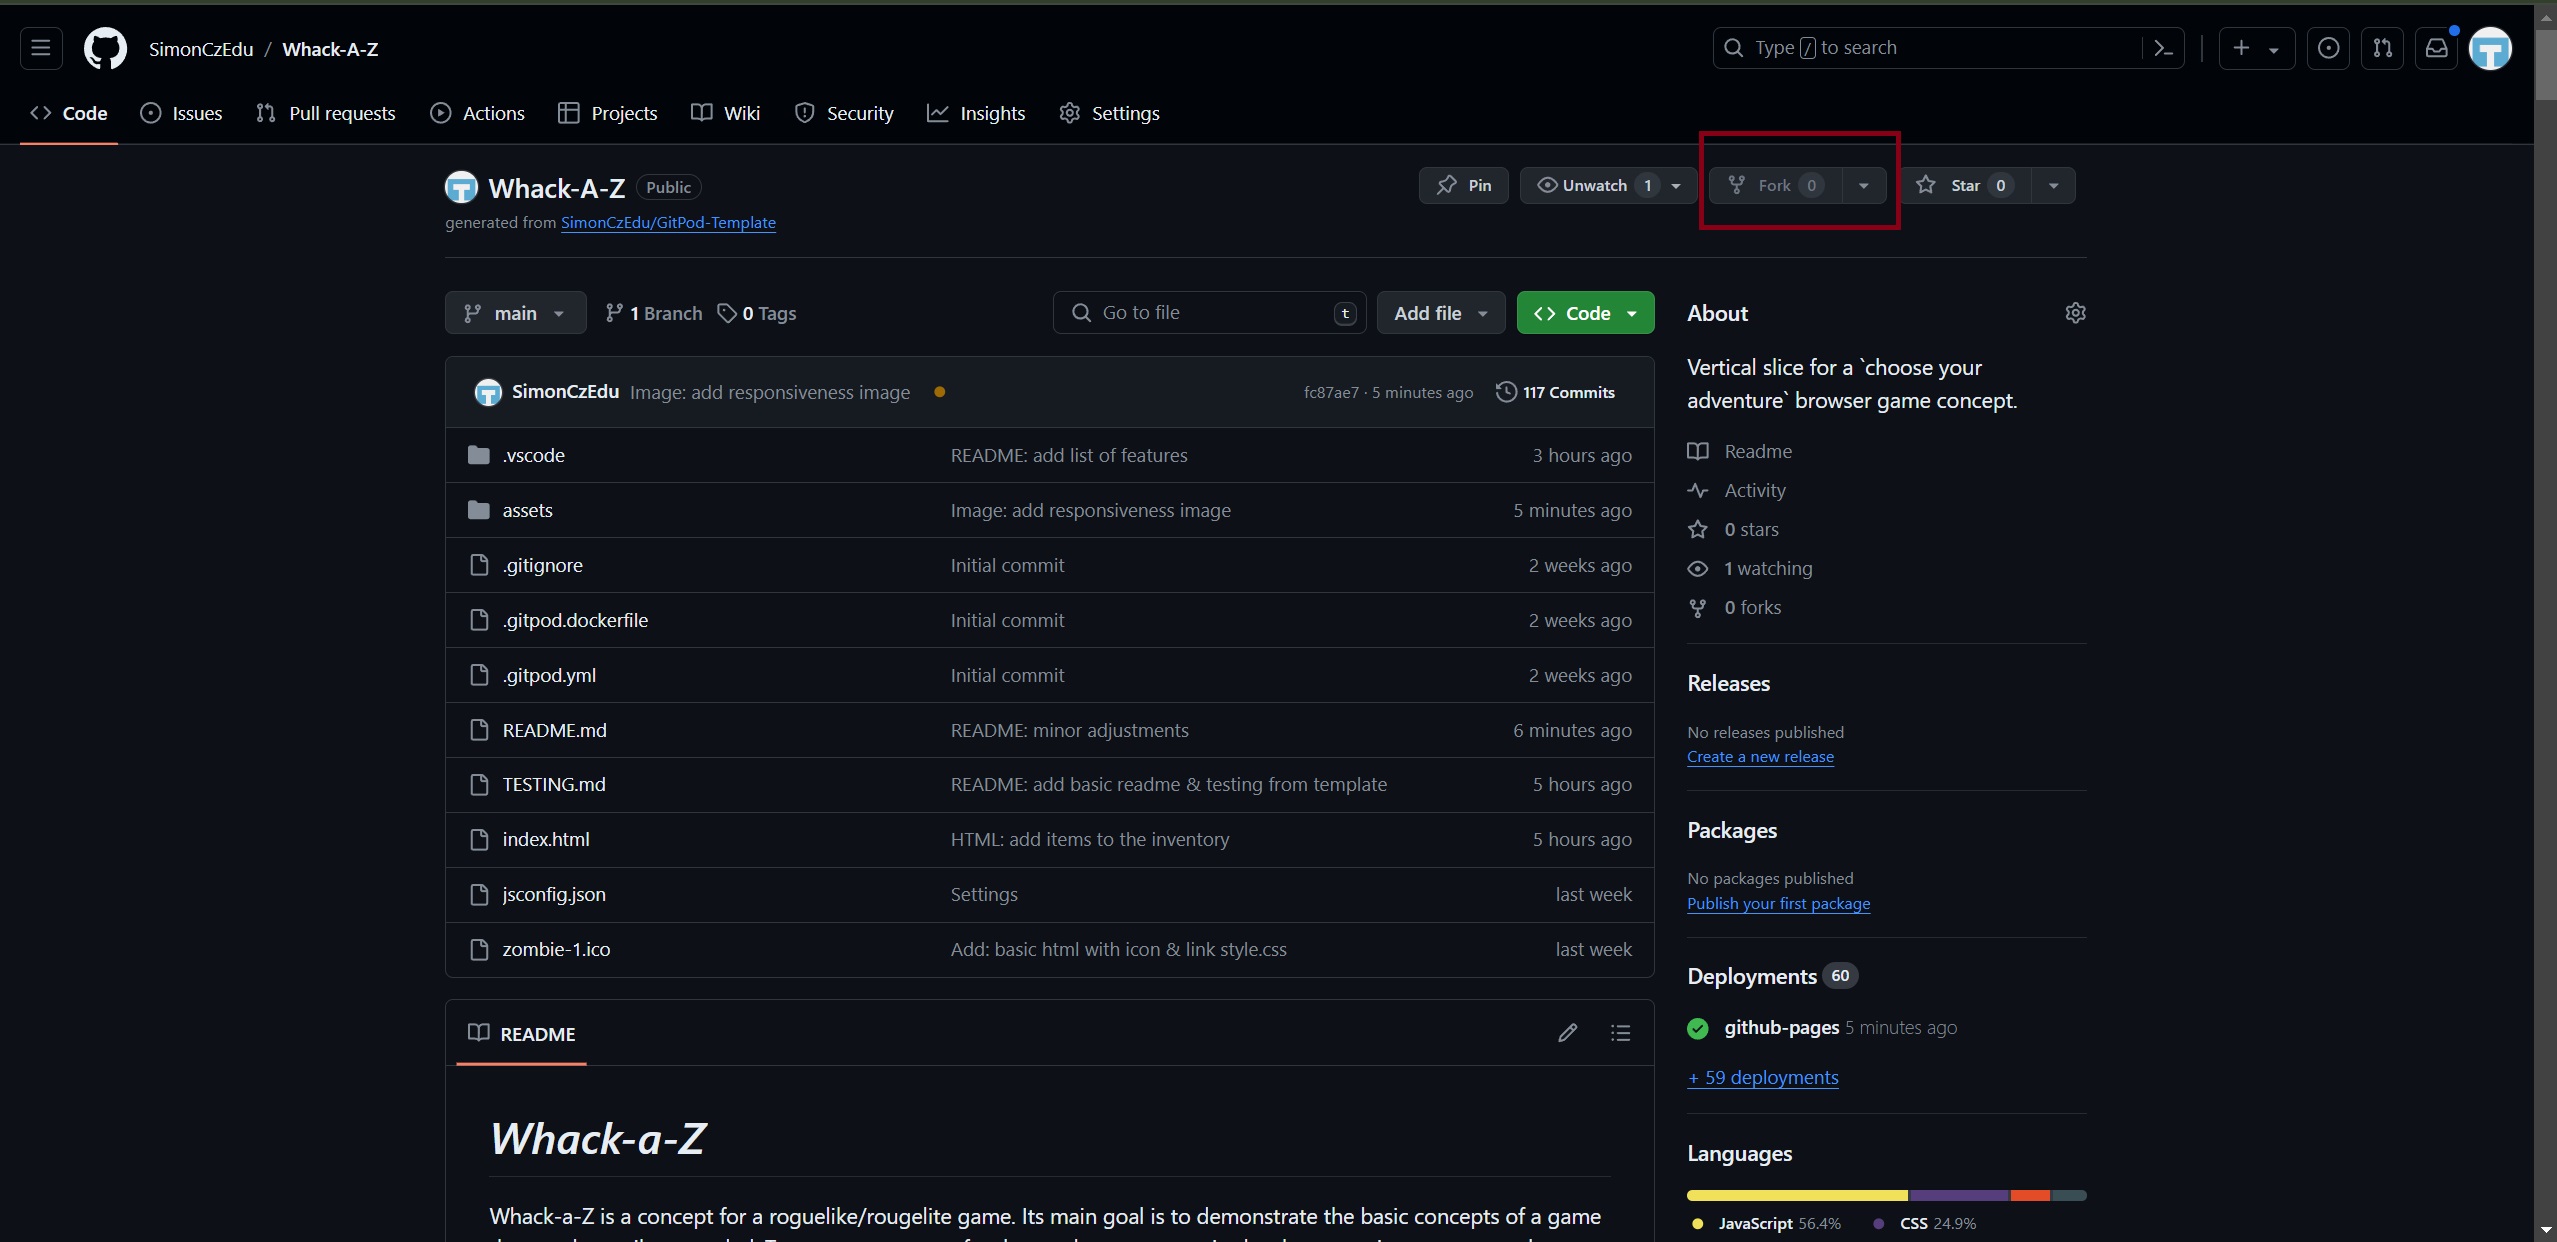 SimonCzEdu / Whack-A-Z
Type / to search
Code Issues Pull requests Actions Projects Wiki Security Insights Settings
Whack-A-Z Public
Pin Unwatch 1 Fork 0 Star 0
generated from SimonCzEdu/GitPod-Template
main 1 Branch 0 Tags
Go to file t Add file Code
SimonCzEdu Image: add responsiveness image fc87ae7 · 5 minutes ago 117 Commits
.vscode README: add list of features 3 hours ago
assets Image: add responsiveness image 5 minutes ago
.gitignore Initial commit 2 weeks ago
.gitpod.dockerfile Initial commit 2 weeks ago
.gitpod.yml Initial commit 2 weeks ago
README.md README: minor adjustments 6 minutes ago
TESTING.md README: add basic readme & testing from template 5 hours ago
index.html HTML: add items to the inventory 5 hours ago
jsconfig.json Settings last week
zombie-1.ico Add: basic html with icon & link style.css last week
README
Whack-a-Z
Whack-a-Z is a concept for a roguelike/rougelite game. Its main goal is to demonstrate the basic concepts of a game
About
Vertical slice for a `choose your
adventure` browser game concept.
Readme
Activity
0 stars
1 watching
0 forks
Releases
No releases published
Create a new release
Packages
No packages published
Publish your first package
Deployments 60
github-pages 5 minutes ago
+ 59 deployments
Languages
JavaScript 56.4% CSS 24.9%